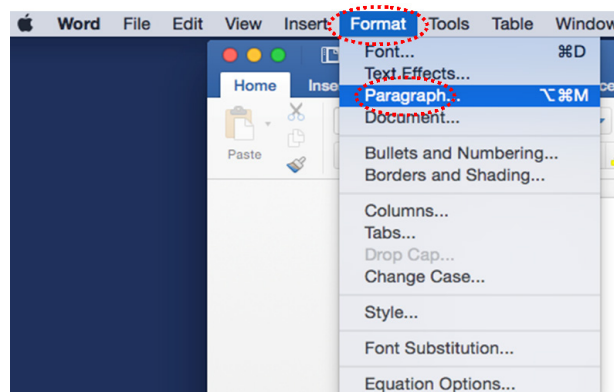 Word File Edit View Insert Format Tools Table Window
Font... ⌘D
Home Inse
Text Effects...
Paragraph... ⌥⌘M
Document...
Paste
Bullets and Numbering...
Borders and Shading...
Columns...
Tabs...
Drop Cap...
Change Case...
Style...
Font Substitution...
Equation Options...